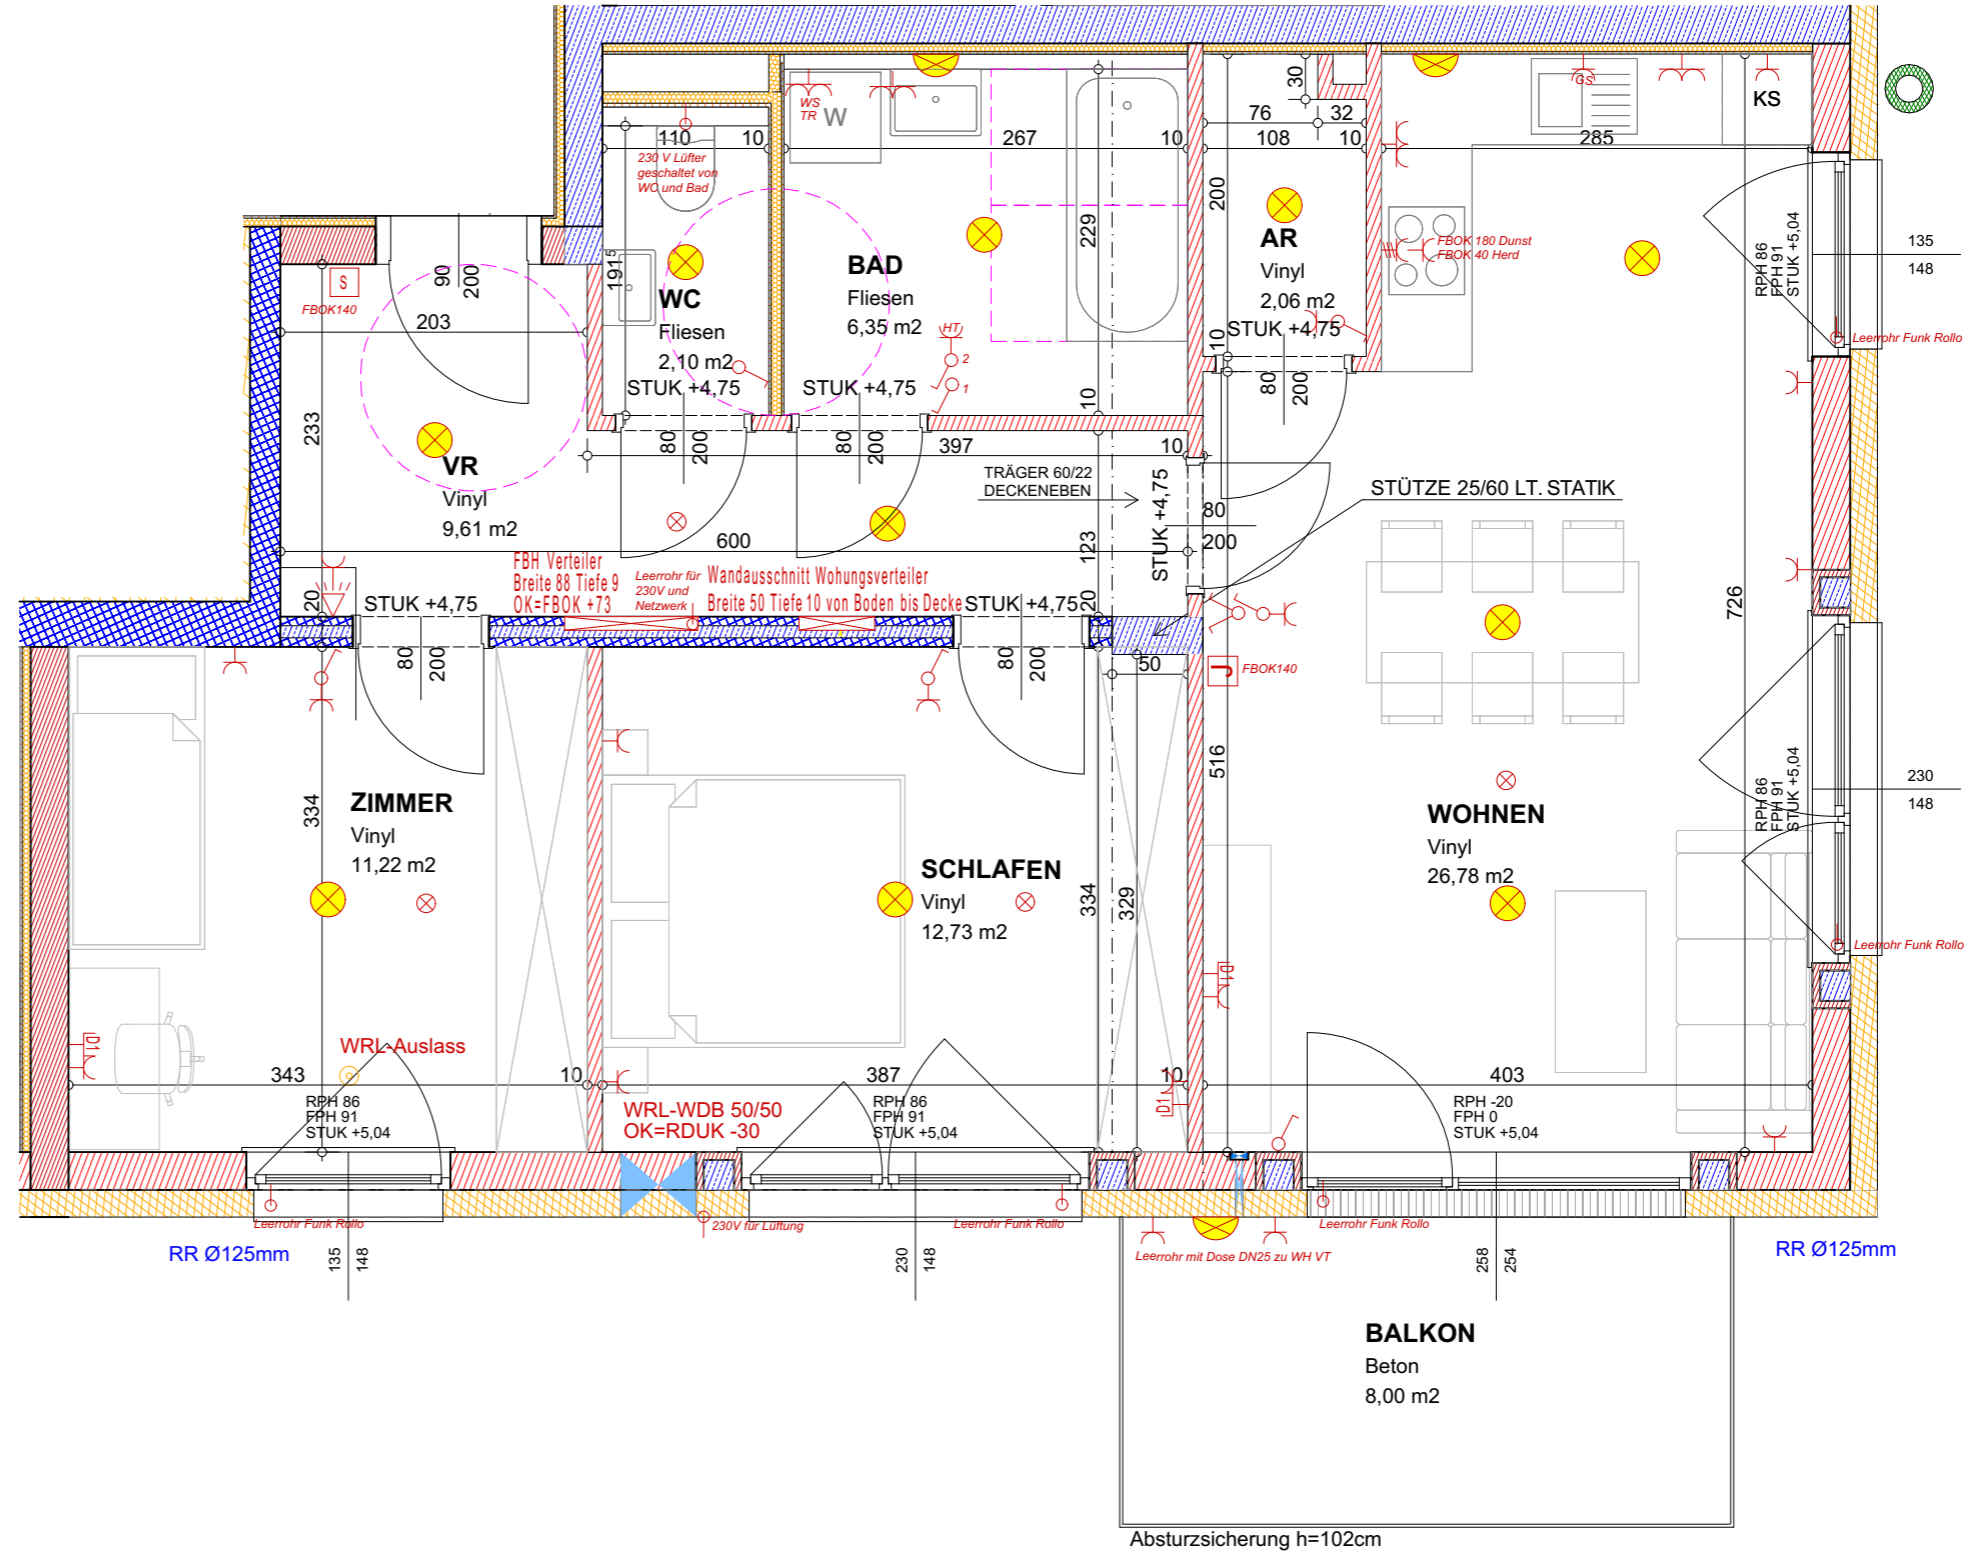 30
KS
WS
TR
W
GS
76
32
110
10
267
10
108
10
285
230 V Lüfter
geschaltet von
WC und Bad
200
229
191⁵
90
200
S
FBOK140
203
WC
Fliesen
2,10 m2
STUK +4,75
BAD
Fliesen
6,35 m2
STUK +4,75
HT
2
1
AR
Vinyl
2,06 m2
STUK +4,75
10
FBOK 180 Dunst
FBOK 40 Herd
RPH 86
FPH 91
STUK +5,04
135
148
Leerrohr Funk Rollo
80
200
10
233
VR
Vinyl
9,61 m2
80
200
80
200
397
10
TRÄGER 60/22
DECKENEBEN
STUK +4,75
80
200
STÜTZE 25/60 LT. STATIK
600
123
FBH Verteiler
Breite 88 Tiefe 9
OK=FBOK +73
Leerrohr für
230V und
Netzwerk
Wandausschnitt Wohungsverteiler
Breite 50 Tiefe 10 von Boden bis Decke
20
STUK +4,75
STUK +4,75
20
726
80
200
80
200
50
J
FBOK140
516
334
ZIMMER
Vinyl
11,22 m2
SCHLAFEN
Vinyl
12,73 m2
334
329
WOHNEN
Vinyl
26,78 m2
RPH 86
FPH 91
STUK +5,04
230
148
Leerrohr Funk Rollo
D1
D1
D1
WRL-Auslass
343
10
387
10
403
RPH 86
FPH 91
STUK +5,04
WRL-WDB 50/50
OK=RDUK -30
RPH 86
FPH 91
STUK +5,04
RPH -20
FPH 0
STUK +5,04
Leerrohr Funk Rollo
230V für Lüftung
Leerrohr Funk Rollo
Leerrohr Funk Rollo
RR Ø125mm
135
148
230
148
Leerrohr mit Dose DN25 zu WH VT
258
254
RR Ø125mm
BALKON
Beton
8,00 m2
Absturzsicherung h=102cm